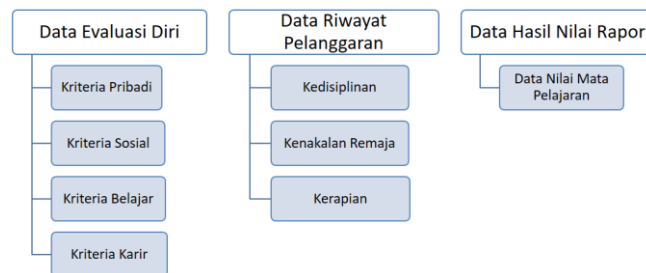 Data Evaluasi Diri
Kriteria Pribadi
Kriteria Sosial
Kriteria Belajar
Kriteria Karir
Data Riwayat
Pelanggaran
Kedisiplinan
Kenakalan Remaja
Kerapian
Data Hasil Nilai Rapor
Data Nilai Mata
Pelajaran